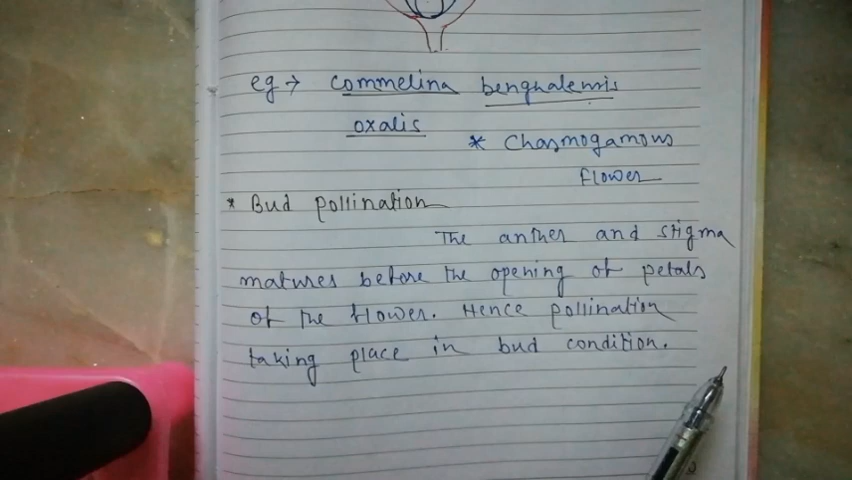 eg → commelina benghalensis
oxalis
* Chasmogamous
flower
* Bud pollination
The anther and stigma
matures before the opening of petals
of the flower. Hence pollination
taking place in bud condition.